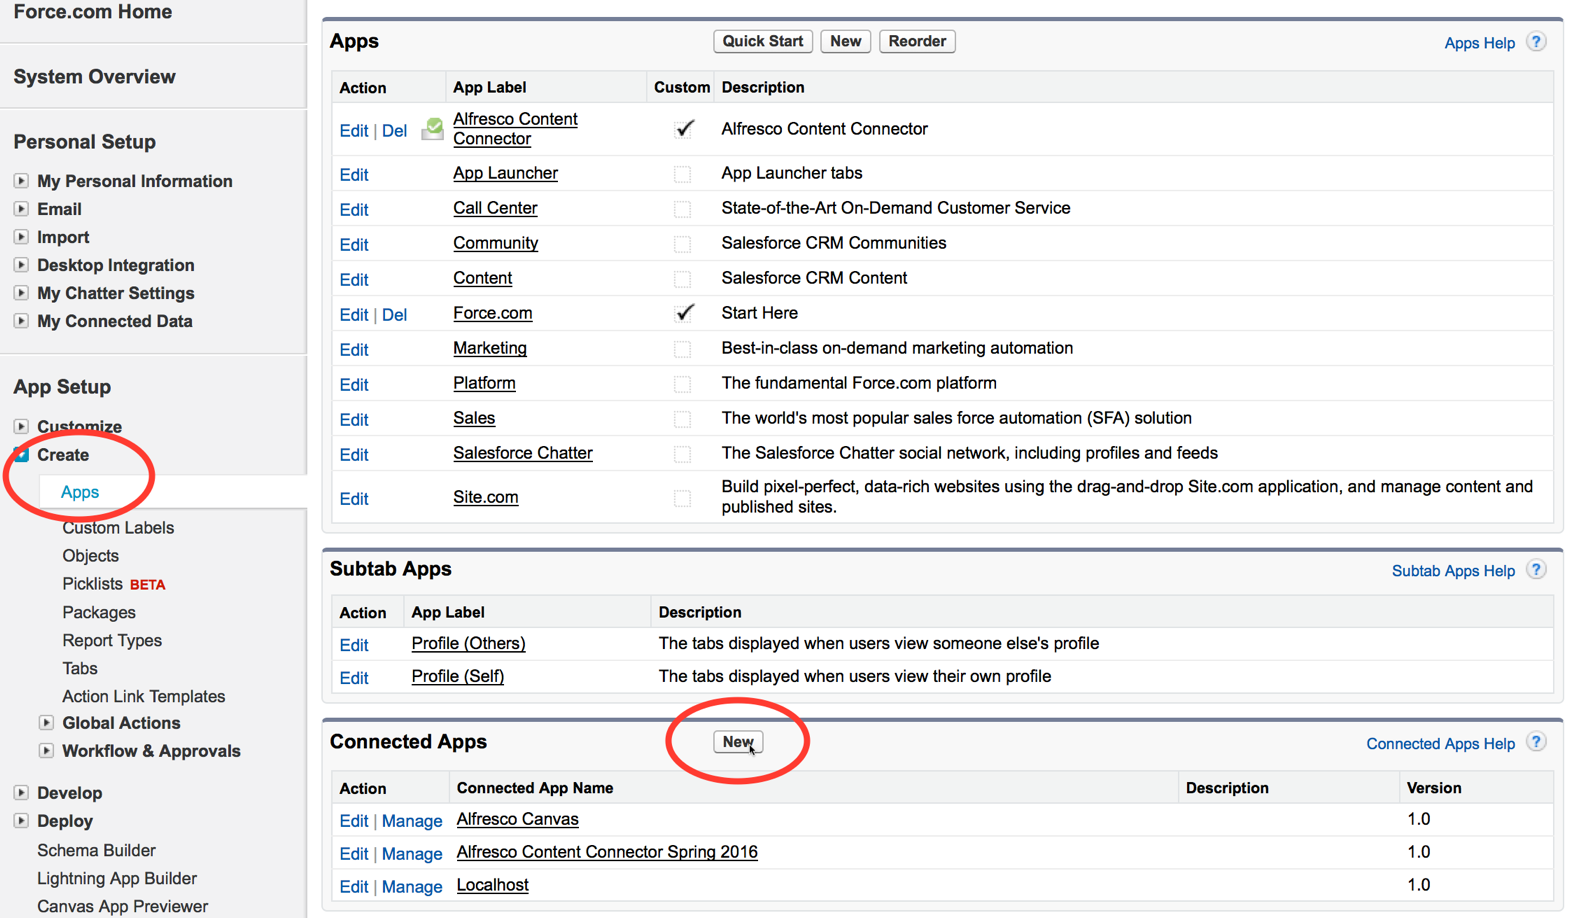 Force.com Home
System Overview
Personal Setup
My Personal Information
Email
Import
Desktop Integration
My Chatter Settings
My Connected Data
App Setup
Customize
Create
Apps
Custom Labels
Objects
Picklists BETA
Packages
Report Types
Tabs
Action Link Templates
Global Actions
Workflow & Approvals
Develop
Deploy
Schema Builder
Lightning App Builder
Canvas App Previewer
Apps Quick Start New Reorder Apps Help ?
Action App Label Custom Description
Edit | Del Alfresco Content Connector Alfresco Content Connector
Edit App Launcher App Launcher tabs
Edit Call Center State-of-the-Art On-Demand Customer Service
Edit Community Salesforce CRM Communities
Edit Content Salesforce CRM Content
Edit | Del Force.com Start Here
Edit Marketing Best-in-class on-demand marketing automation
Edit Platform The fundamental Force.com platform
Edit Sales The world's most popular sales force automation (SFA) solution
Edit Salesforce Chatter The Salesforce Chatter social network, including profiles and feeds
Edit Site.com Build pixel-perfect, data-rich websites using the drag-and-drop Site.com application, and manage content and
published sites.
Subtab Apps Subtab Apps Help ?
Action App Label Description
Edit Profile (Others) The tabs displayed when users view someone else's profile
Edit Profile (Self) The tabs displayed when users view their own profile
Connected Apps New Connected Apps Help ?
Action Connected App Name Description Version
Edit | Manage Alfresco Canvas 1.0
Edit | Manage Alfresco Content Connector Spring 2016 1.0
Edit | Manage Localhost 1.0